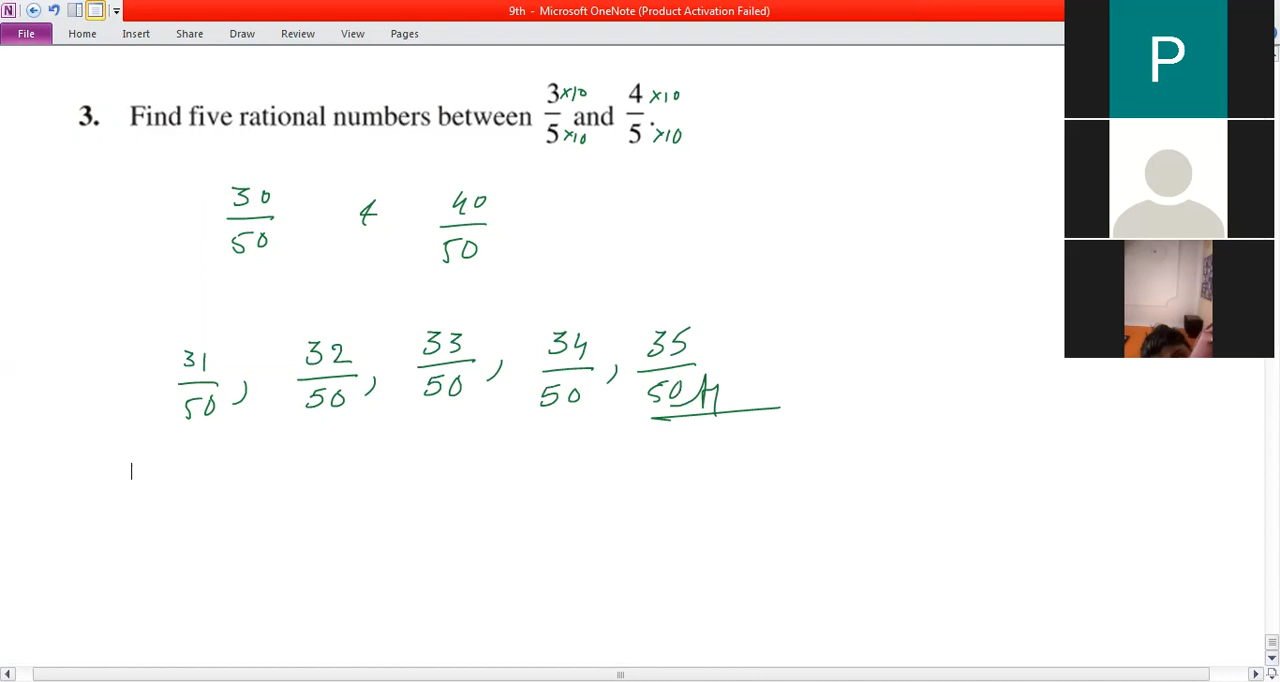 9th - Microsoft OneNote (Product Activation Failed)
File Home Insert Share Draw Review View Pages
3. Find five rational numbers between 3×10/5×10 and 4×10/5×10.
30/50 & 40/50
31/50, 32/50, 33/50, 34/50, 35/50
P